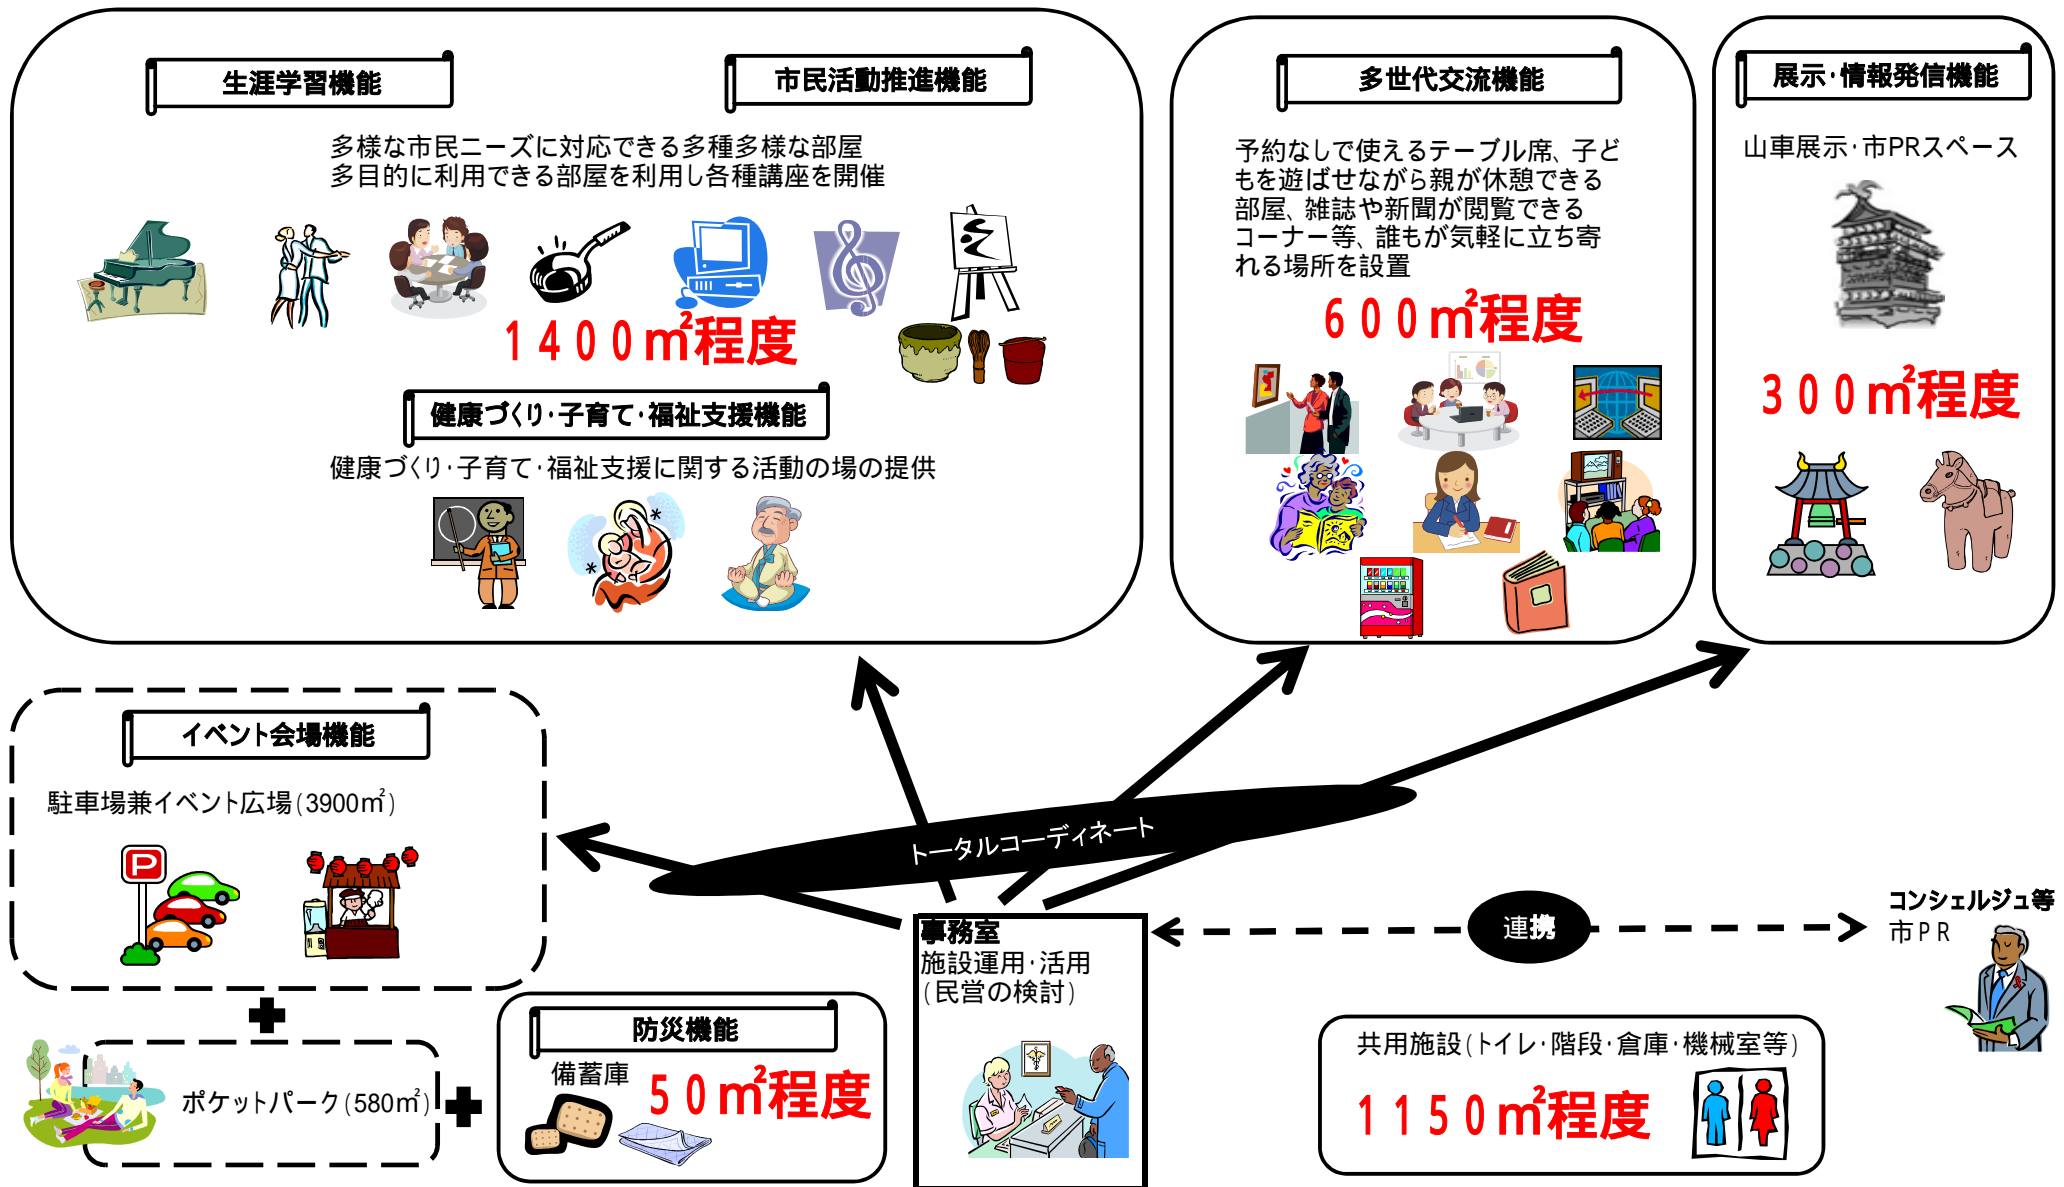 生涯学習機能
市民活動推進機能
多様な市民ニーズに対応できる多種多様な部屋
多目的に利用できる部屋を利用し各種講座を開催
1400㎡程度
健康づくり･子育て･福祉支援機能
健康づくり･子育て･福祉支援に関する活動の場の提供
多世代交流機能
予約なしで使えるテーブル席、子ど
もを遊ばせながら親が休憩できる
部屋、雑誌や新聞が閲覧できる
コーナー等、誰もが気軽に立ち寄
れる場所を設置
600㎡程度
展示･情報発信機能
山車展示･市PRスペース
300㎡程度
イベント会場機能
駐車場兼イベント広場(3900㎡)
P
トータルコーディネート
事務室
施設運用･活用
(民営の検討)
連携
コンシェルジュ等
市PR
ポケットパーク(580㎡)
防災機能
備蓄庫
50㎡程度
共用施設(トイレ･階段･倉庫･機械室等)
1150㎡程度